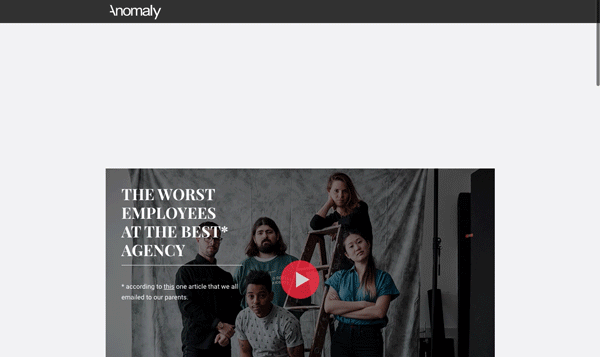 Anomaly
THE WORST
EMPLOYEES
AT THE BEST*
AGENCY
* according to this one article that we all
emailed to our parents.